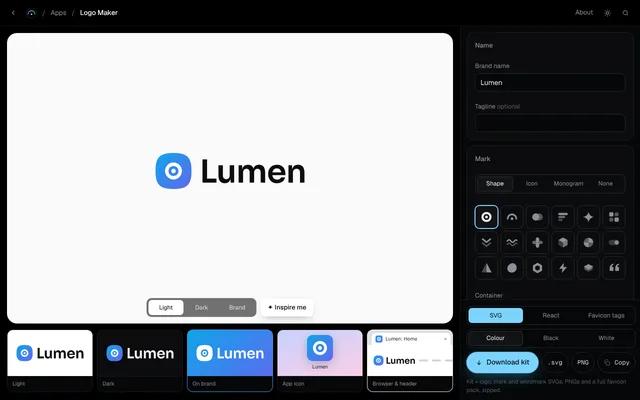 / Apps / Logo Maker
About
Lumen
Light Dark Brand
✦ Inspire me
Lumen
Light
Lumen
Dark
Lumen
On brand
Lumen
App icon
Lumen: Home
Lumen
Browser & header
Name
Brand name
Lumen
Tagline optional
Mark
Shape Icon Monogram None
Container
SVG React Favicon tags
Colour Black White
Download kit
.svg
PNG
Copy
Kit = logo, mark and wordmark SVGs, PNGs and a full favicon pack, zipped.